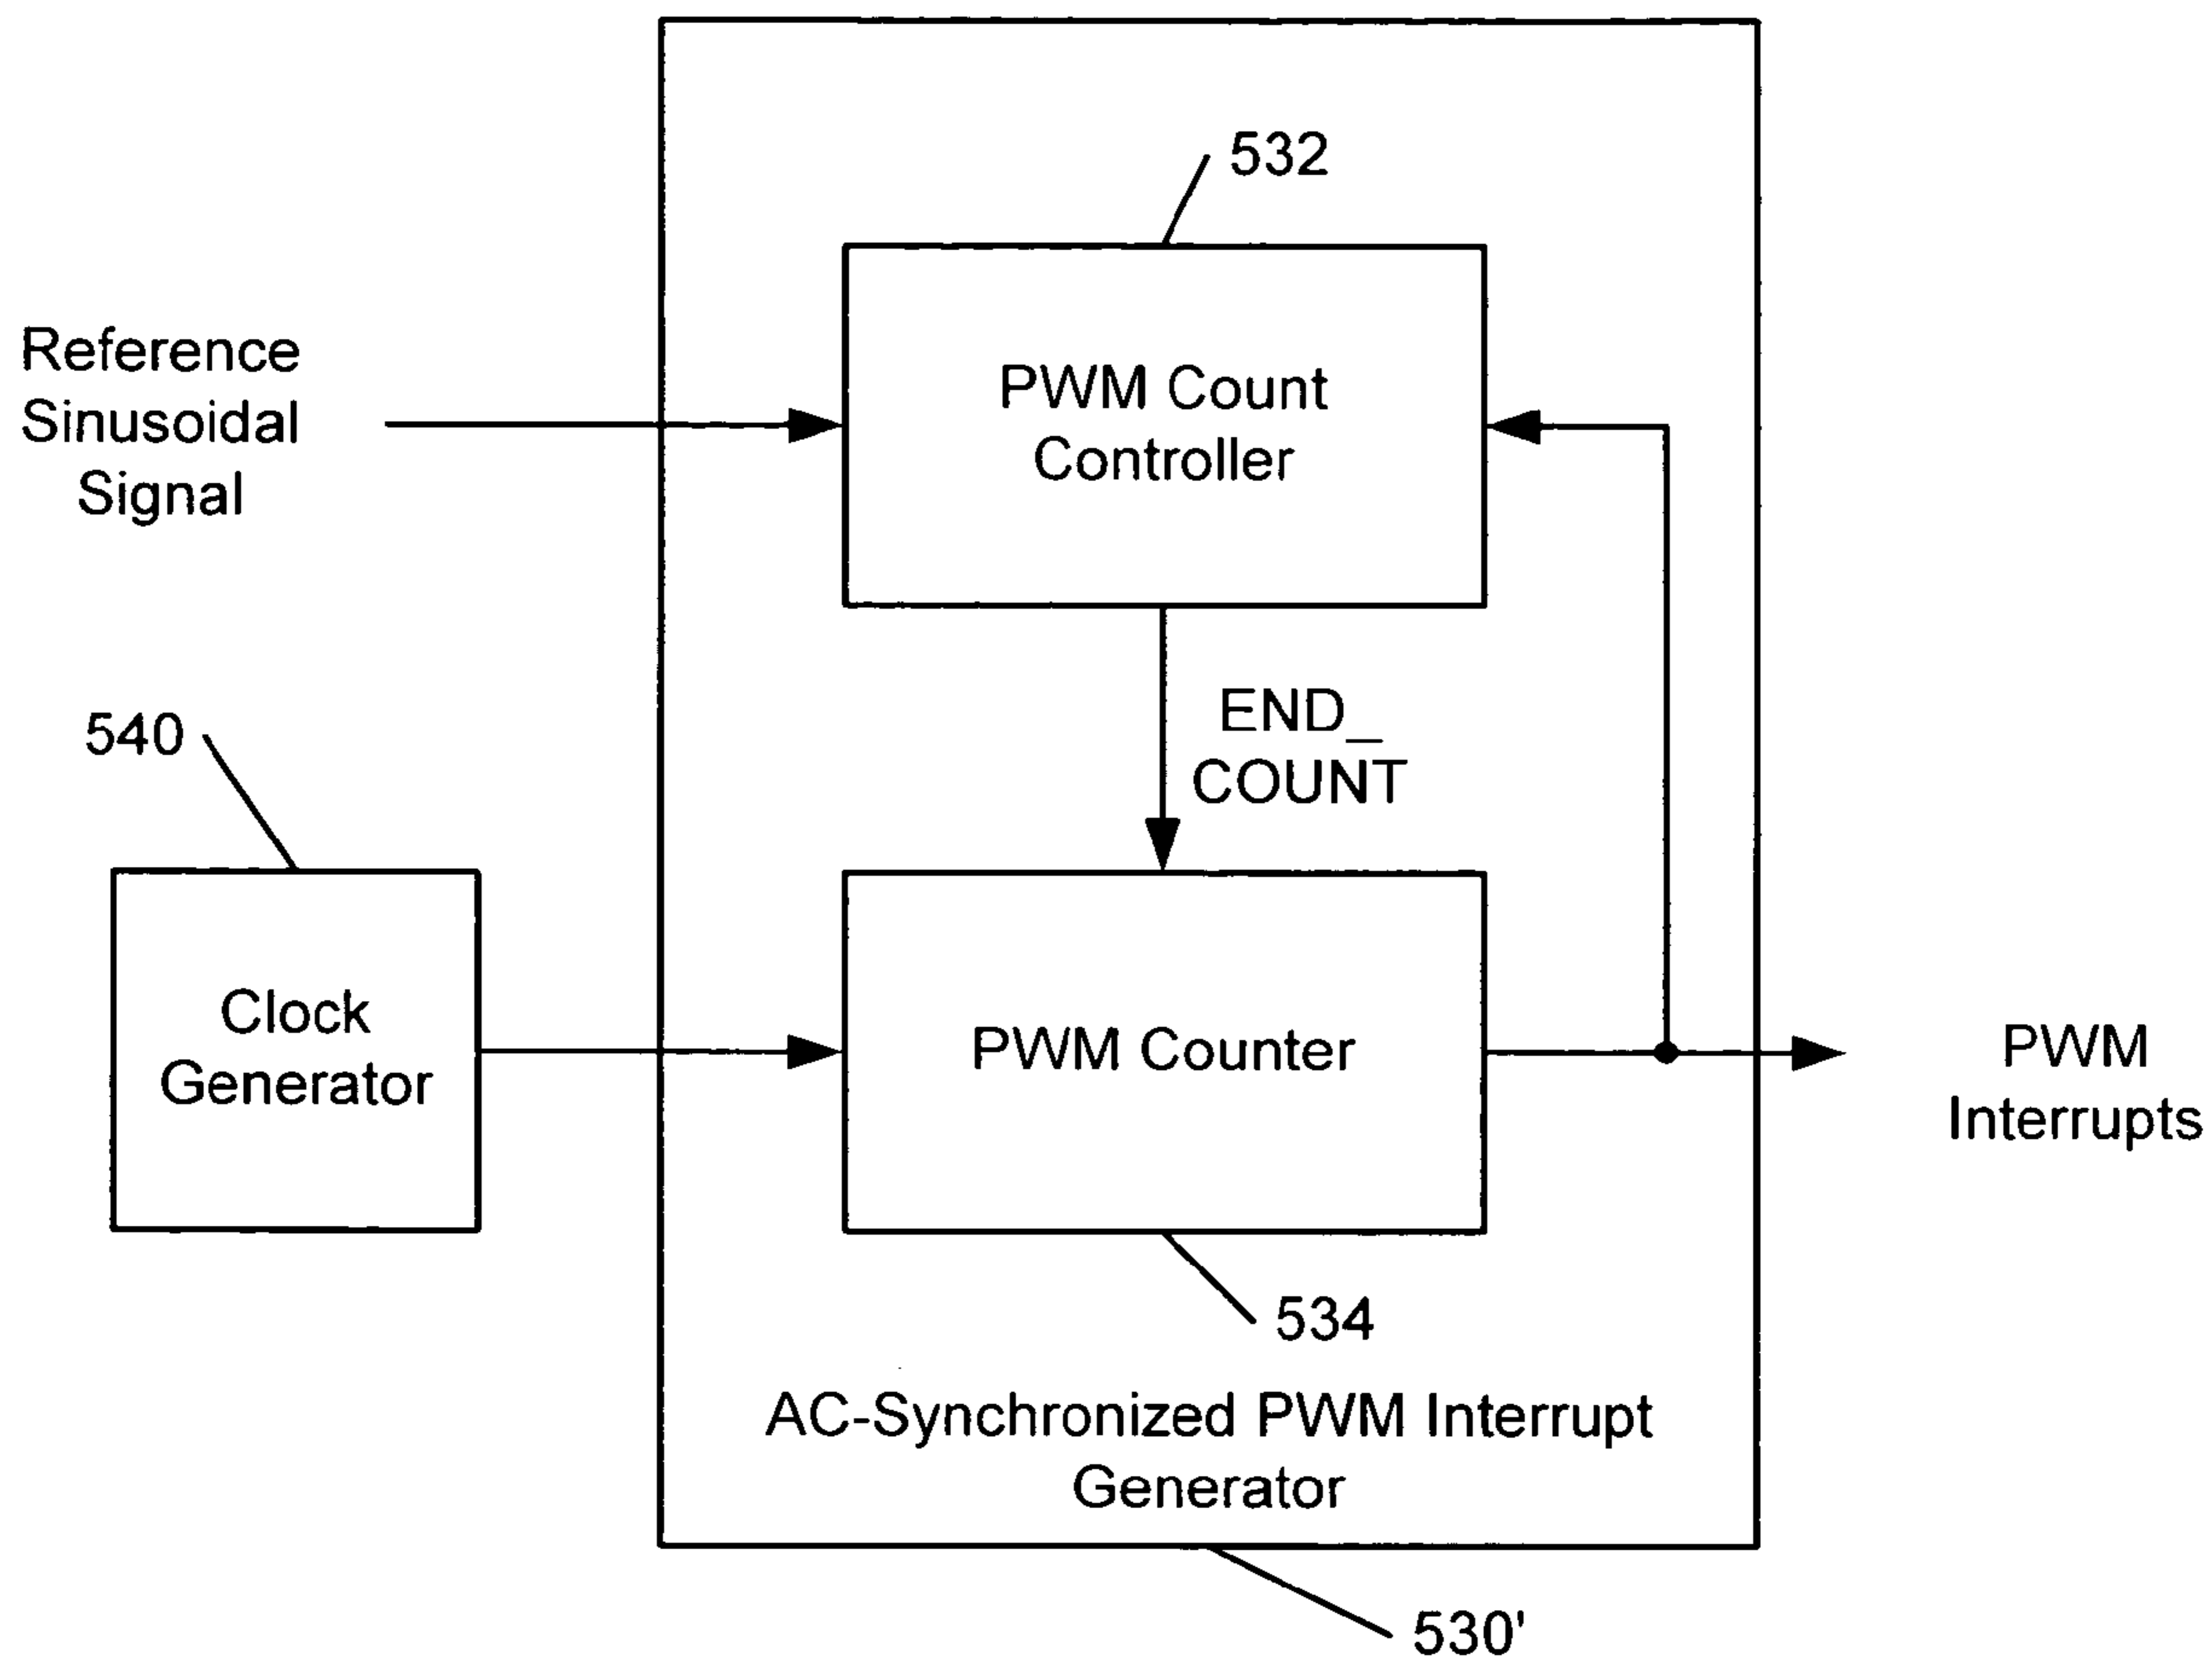 532
Reference
Sinusoidal
Signal
PWM Count
Controller
END_
COUNT
540
Clock
Generator
PWM Counter
PWM
Interrupts
534
AC-Synchronized PWM Interrupt
Generator
530'